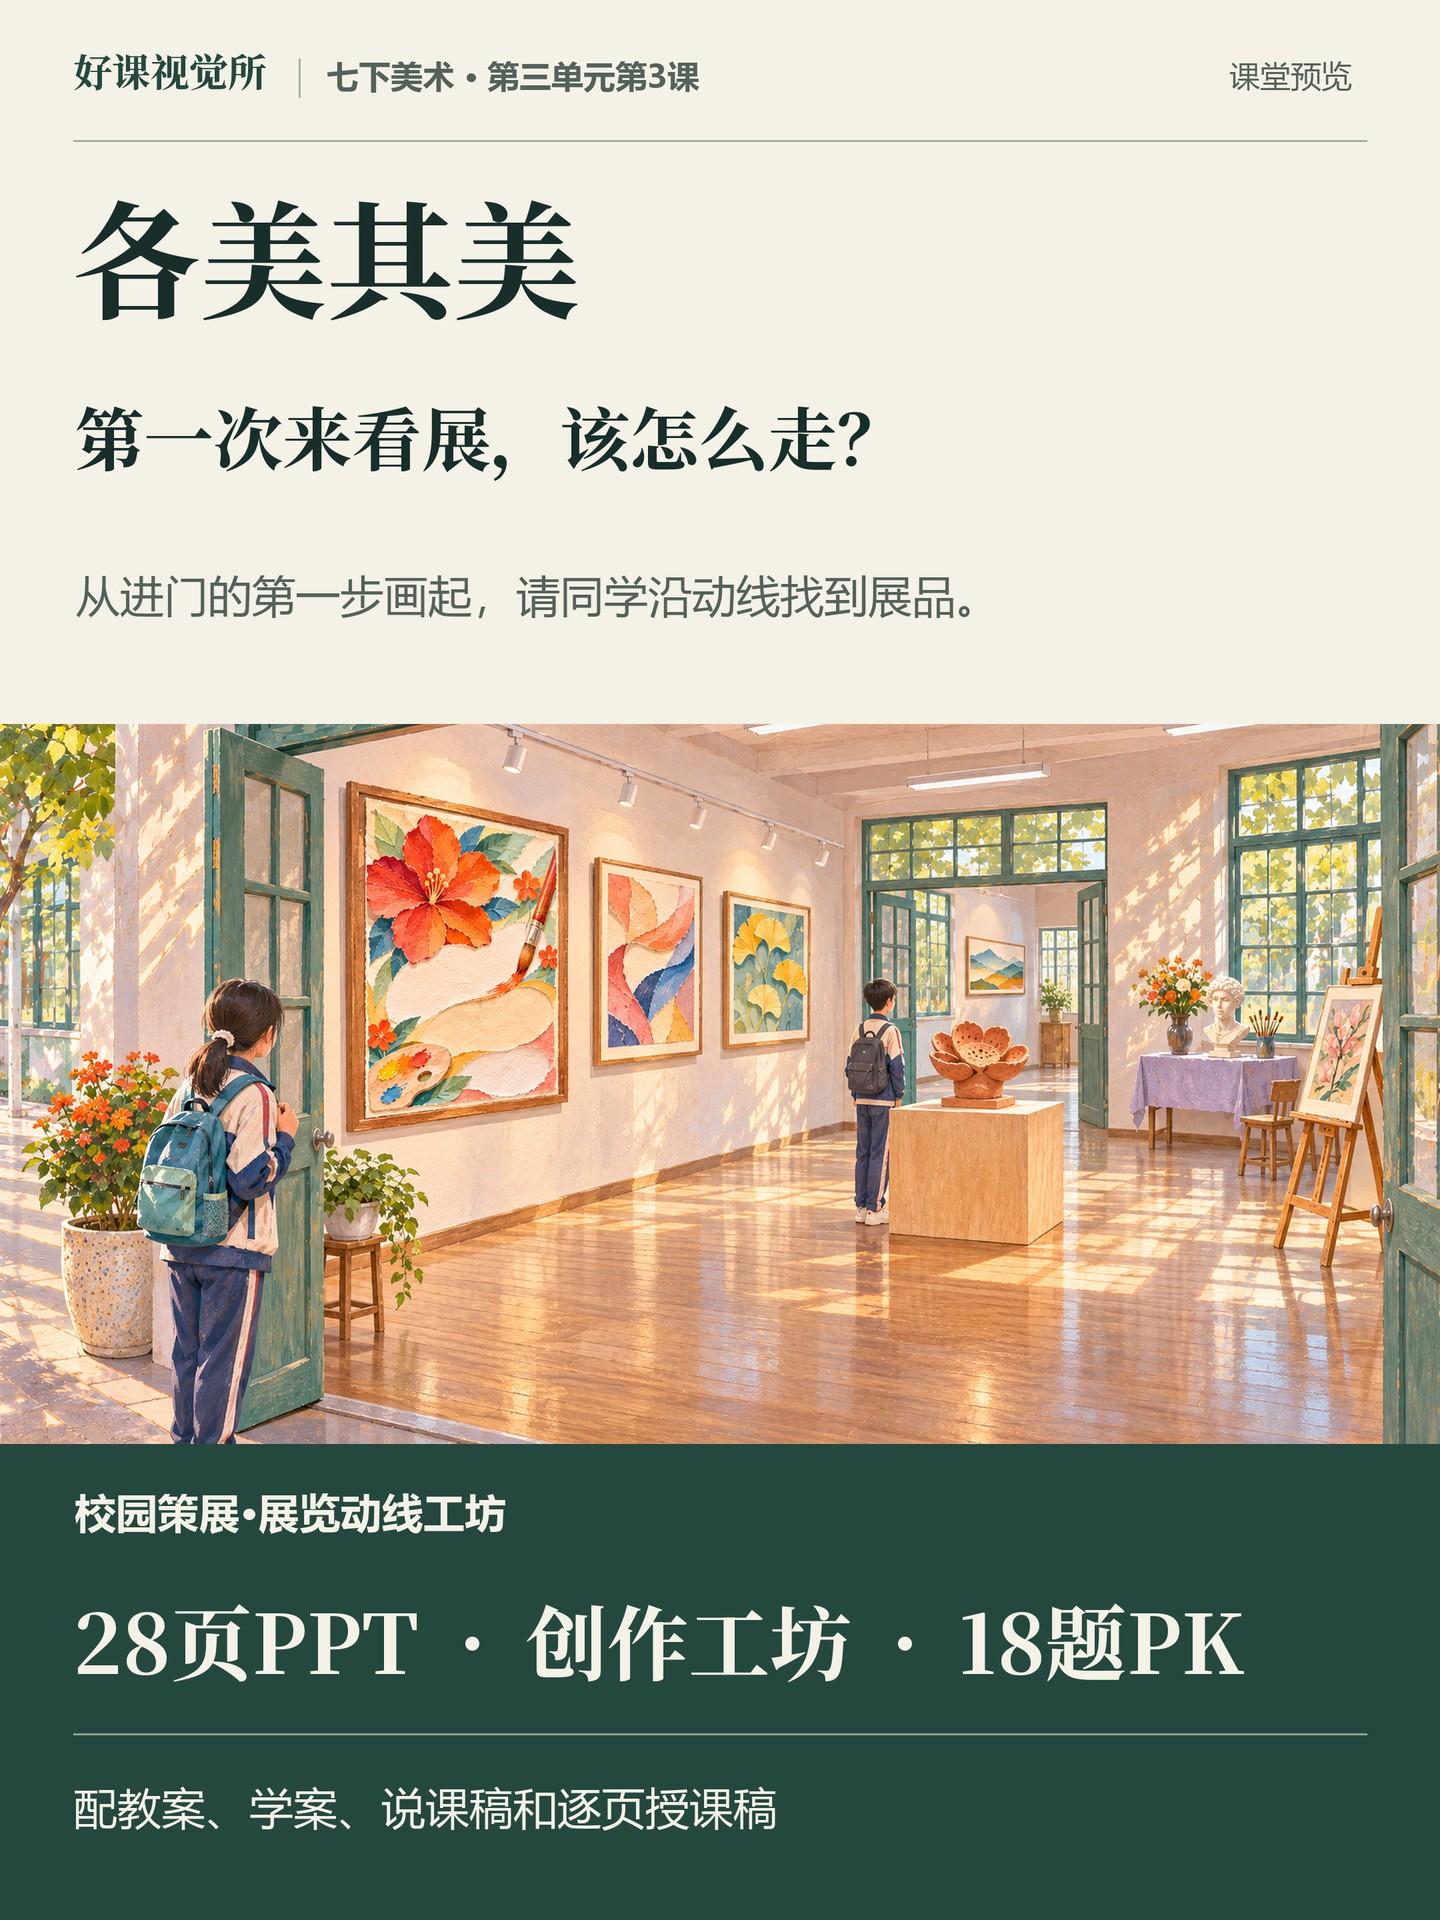 好课视觉所
七下美术·第三单元第3课
课堂预览
各美其美
第一次来看展，该怎么走？
从进门的第一步画起，请同学沿动线找到展品。
校园策展·展览动线工坊
28页PPT · 创作工坊 · 18题PK
配教案、学案、说课稿和逐页授课稿